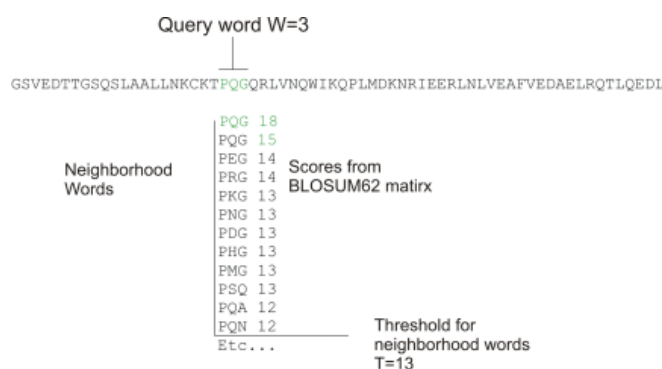 Query word W=3
GSVEDTTGSQSLAALLNKCKTPQGQRLVNQWIKQPLMDKNRIEERLNLVEAFVEDAELRQTLQEDL
PQG 18
PQG 15
PEG 14
PRG 14
PKG 13
PNG 13
PDG 13
PHG 13
PMG 13
PSQ 13
PQA 12
PQN 12
Etc...
Neighborhood
Words
Scores from
BLOSUM62 matirx
Threshold for
neighborhood words
T=13